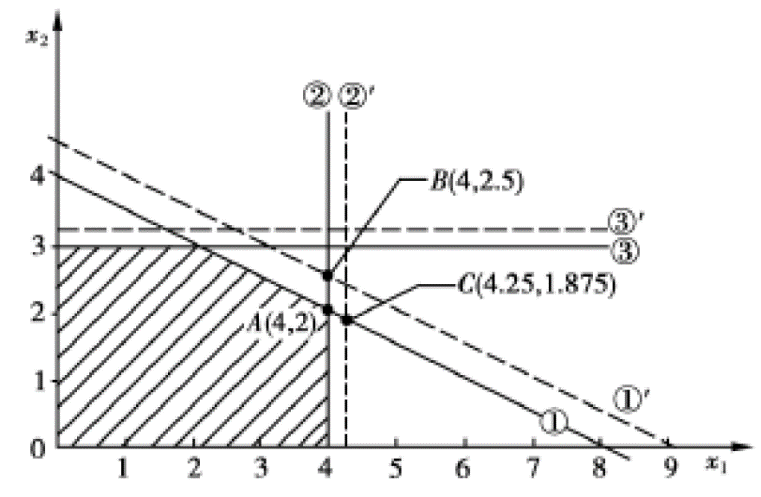 x₂
② ②′
4
B(4,2.5)
③′
3
③
C(4.25,1.875)
2
A(4,2)
1
①′
①
0
1 2 3 4 5 6 7 8 9 x₁